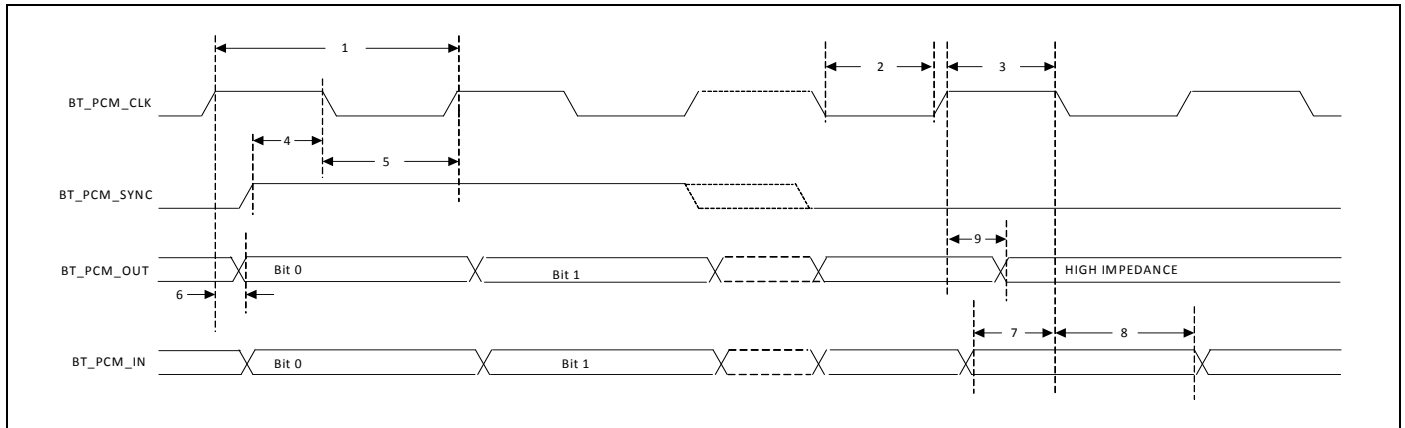 1
2
3
BT_PCM_CLK
4
5
BT_PCM_SYNC
9
BT_PCM_OUT
Bit 0
Bit 1
HIGH IMPEDANCE
6
7
8
BT_PCM_IN
Bit 0
Bit 1